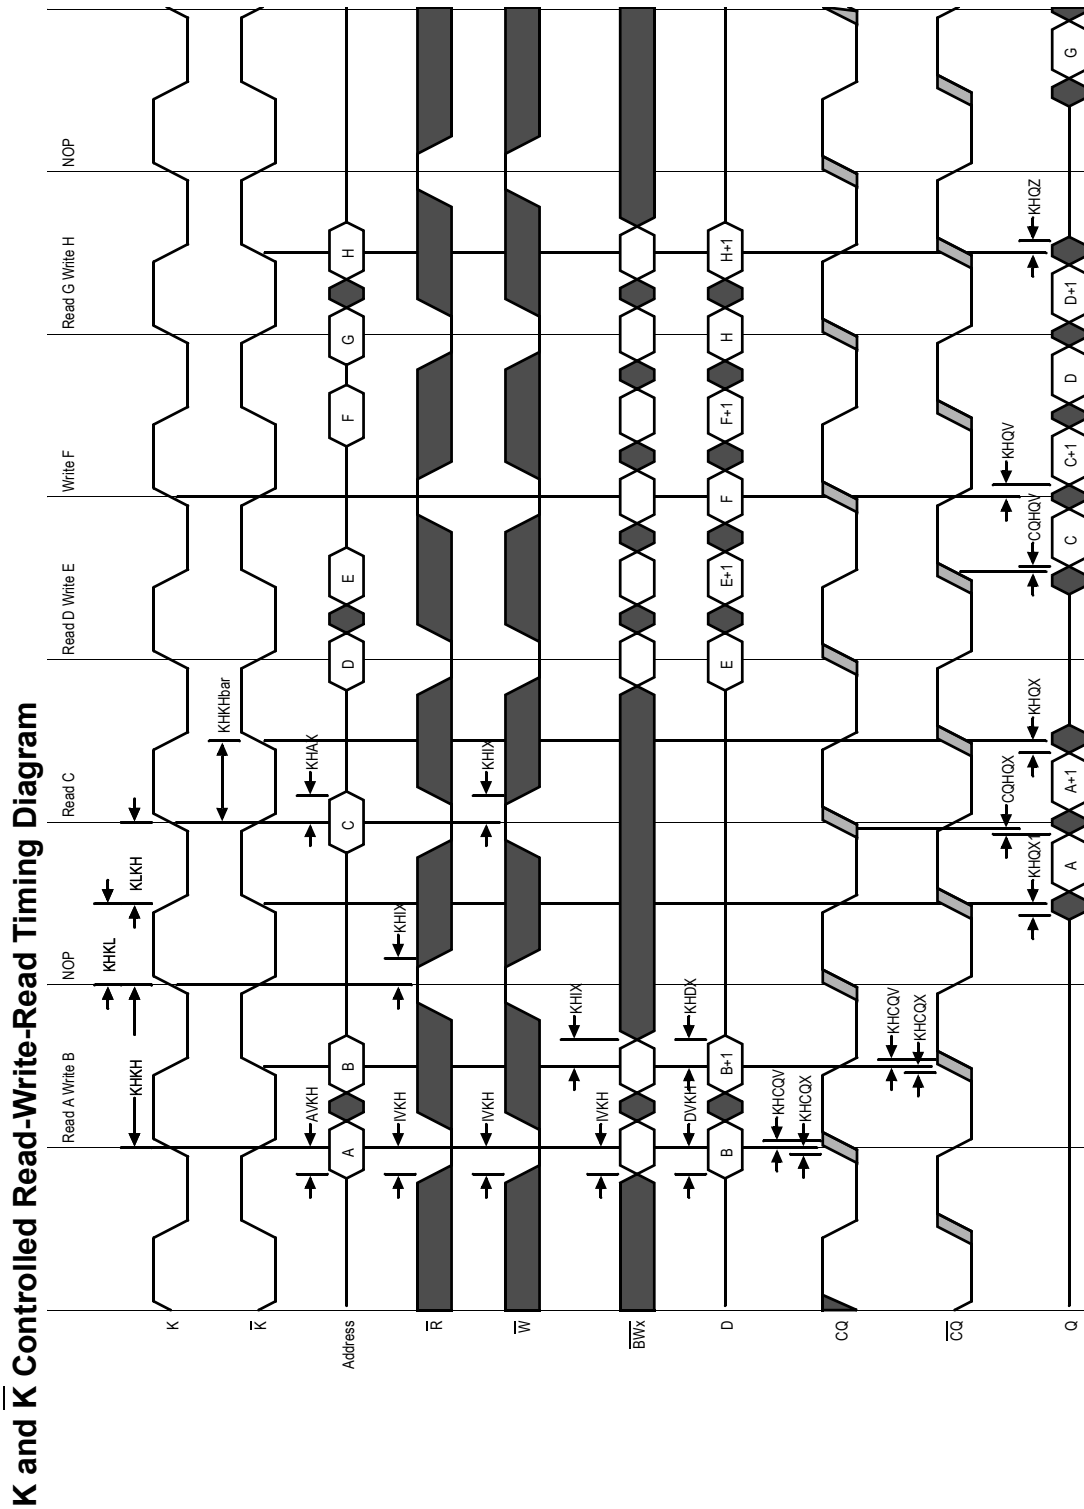 K and K Controlled Read-Write-Read Timing Diagram
Read A Write B
NOP
Read C
Read D Write E
Write F
Read G Write H
NOP
KHKH
KHKL
KLKH
KHKHbar
K
K
Address
AVKH
KHAX
A
B
C
D
E
F
G
H
R
IVKH
KHIX
W
IVKH
KHIX
BWx
IVKH
KHIX
D
DVKH
KHDX
B
B+1
E
E+1
F
F+1
H
H+1
CQ
KHCQV
KHCQX
CQ
KHCQV
KHCQX
Q
KHQX1
CQHQX
KHQX
CQHQV
KHQV
KHQZ
A
A+1
C
C+1
D
D+1
G